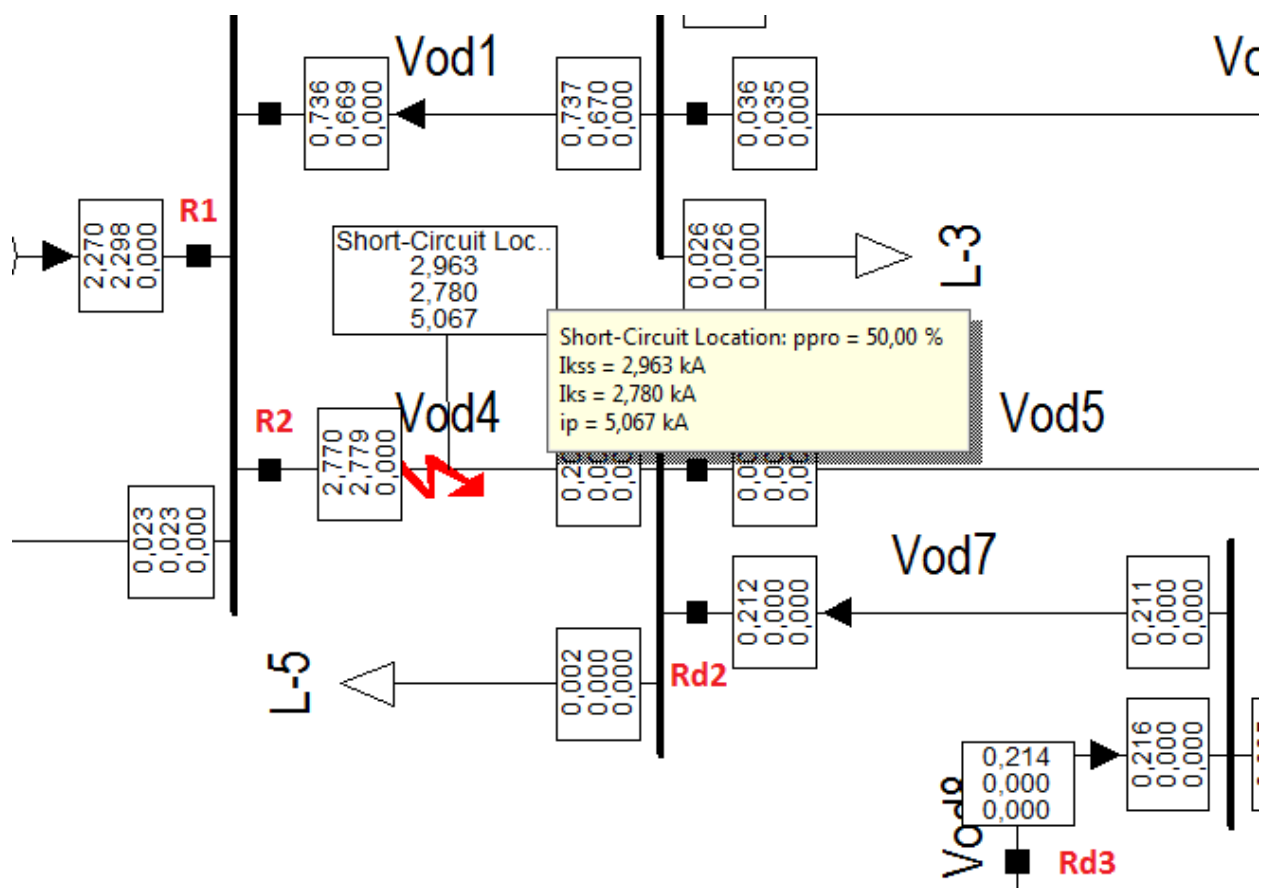 Vod1
Vo
0,736
0,669
0,000
0,737
0,670
0,000
0,036
0,035
0,000
R1
2,270
2,298
0,000
Short-Circuit Loc..
2,963
2,780
5,067
0,026
0,026
0,000
L-3
Short-Circuit Location: ppro = 50,00 %
Ikss = 2,963 kA
Iks = 2,780 kA
ip = 5,067 kA
R2
Vod4
Vod5
2,770
2,779
0,000
0,023
0,023
0,000
Vod7
0,212
0,000
0,000
0,211
0,000
0,000
L-5
0,002
0,000
0,000
Rd2
0,214
0,000
0,000
0,216
0,000
0,000
Vod8
Rd3